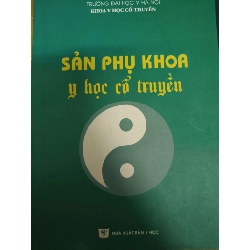 TRƯỜNG ĐẠI HỌC Y HÀ NỘI
KHOA Y HỌC CỔ TRUYỀN
SẢN PHỤ KHOA
y học cổ truyền
NHÀ XUẤT BẢN Y HỌC